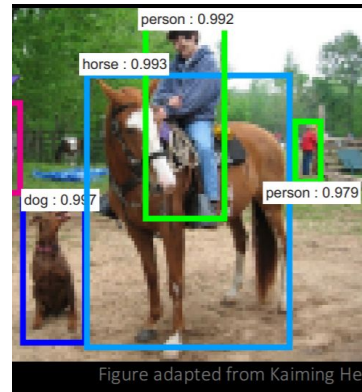 person : 0.992
horse : 0.993
person : 0.979
dog : 0.997
Figure adapted from Kaiming He